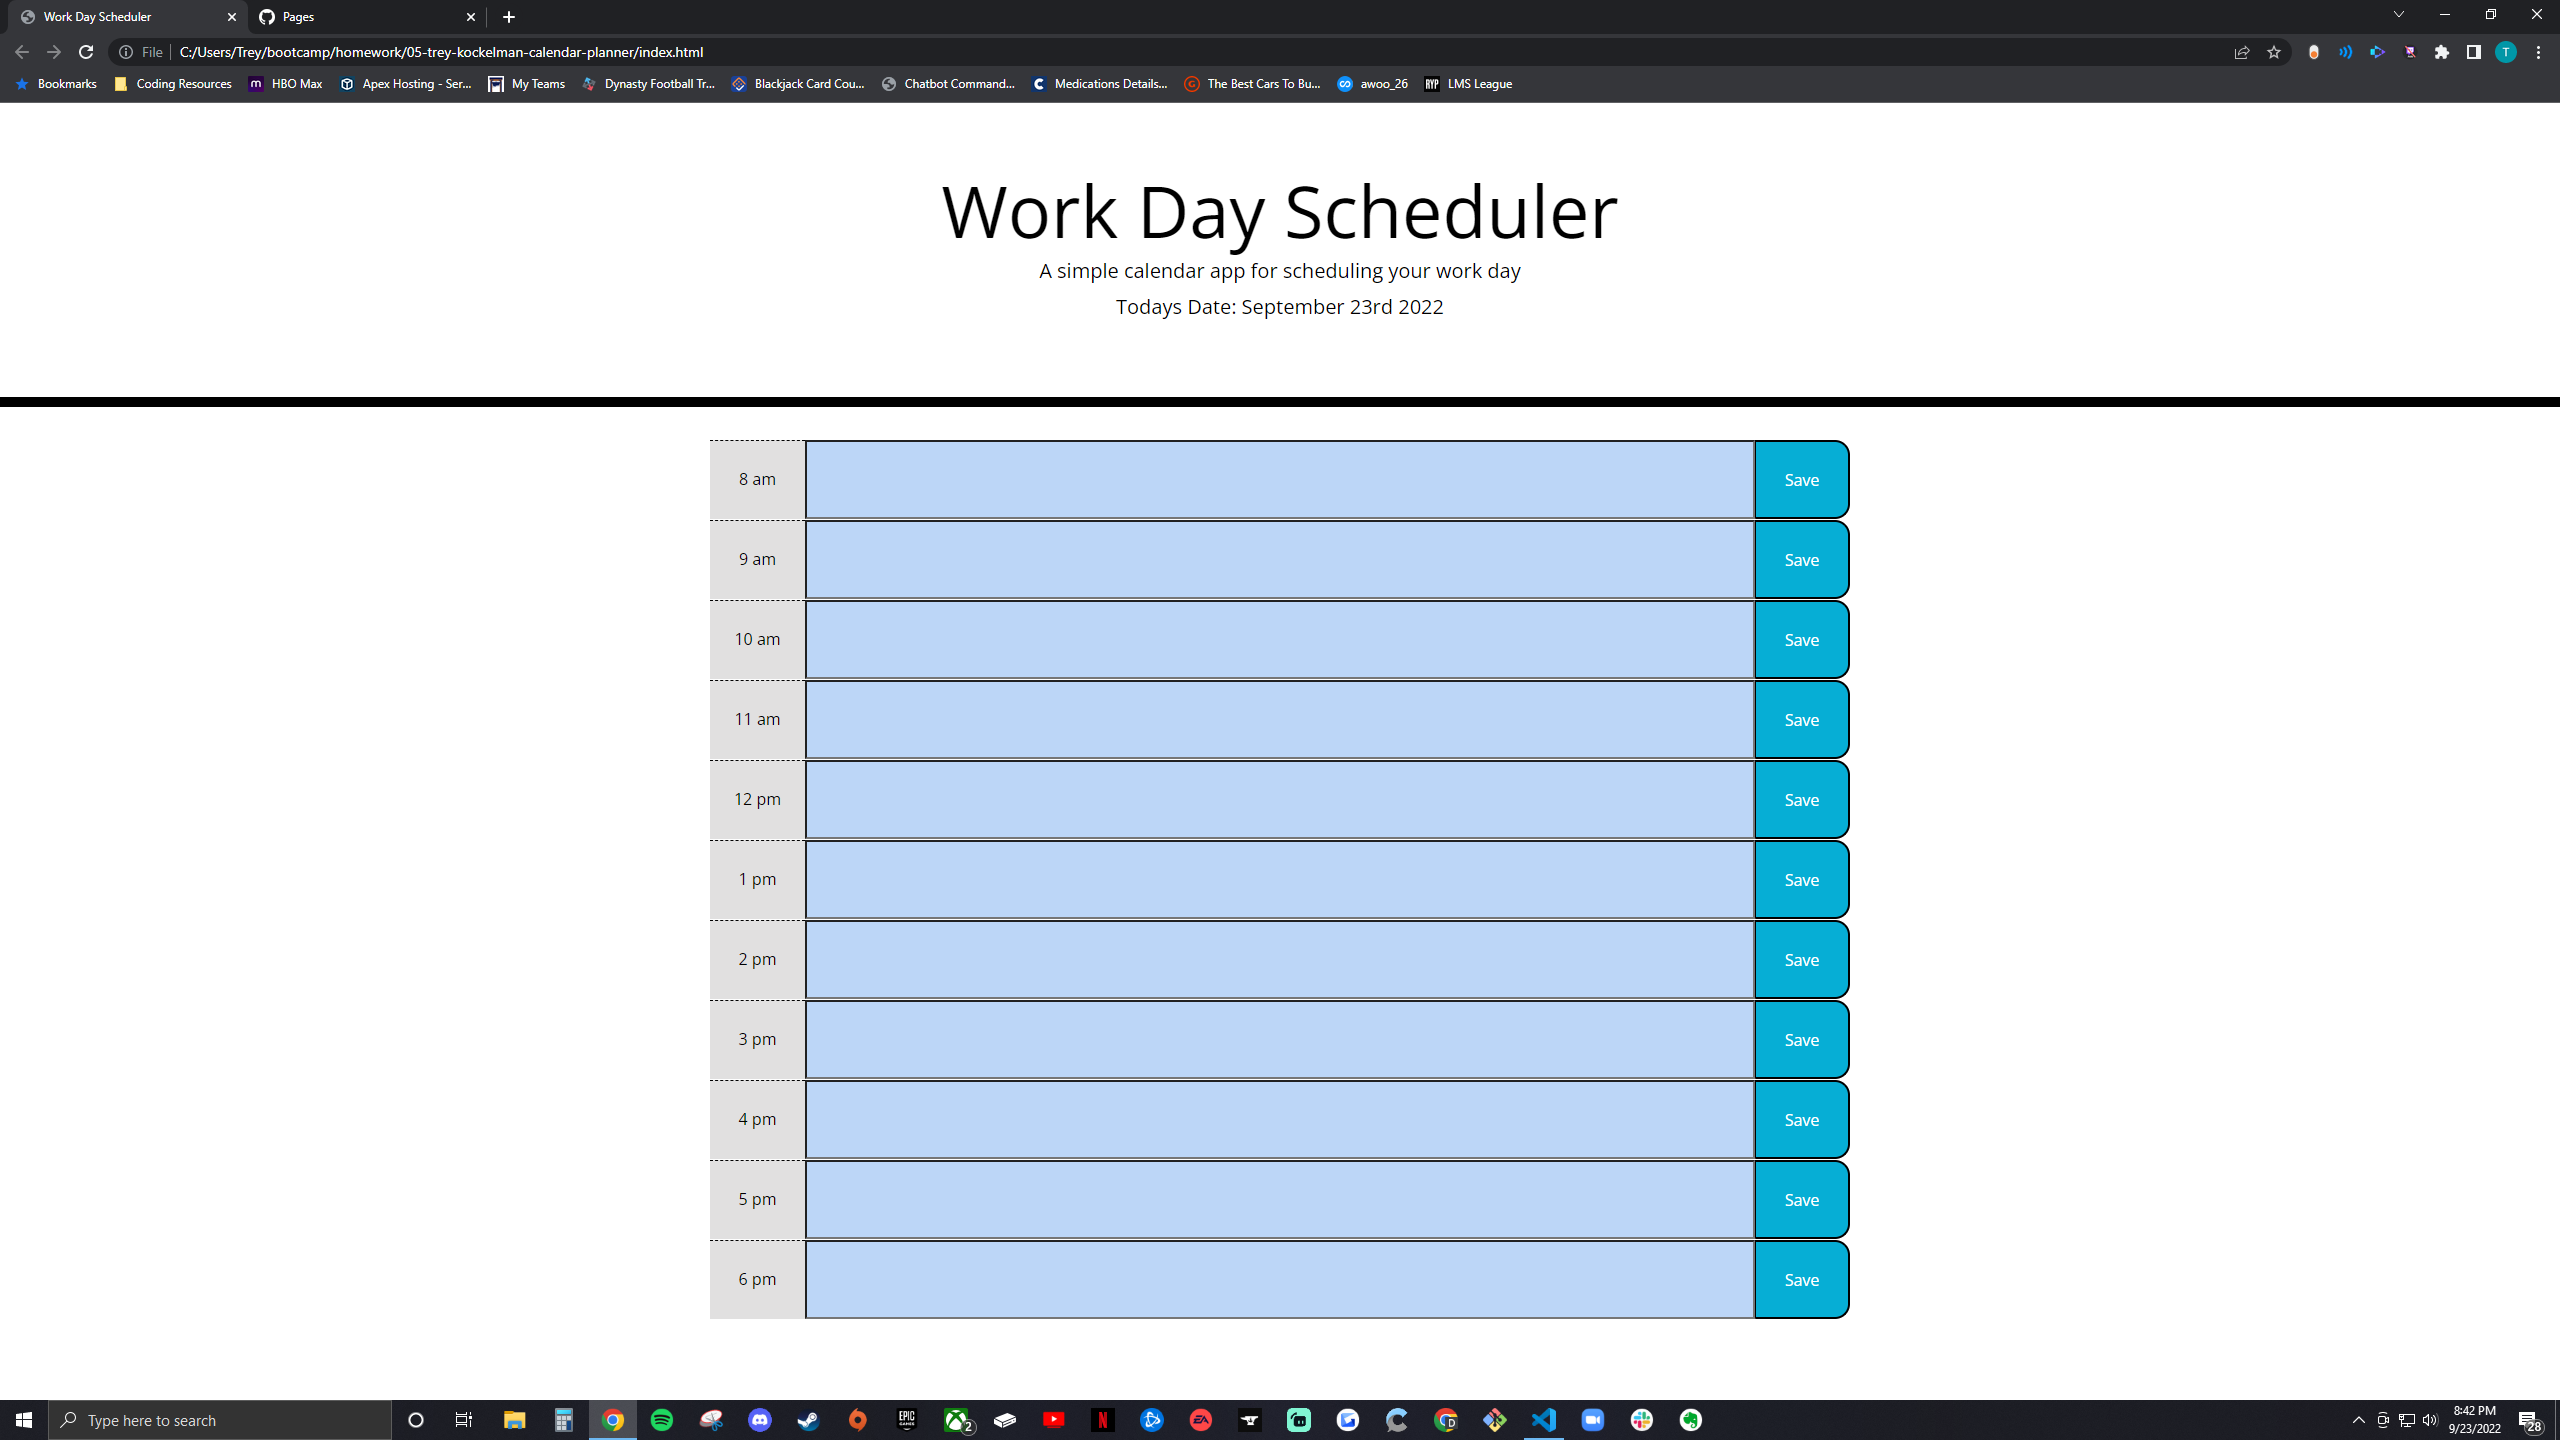 Work Day Scheduler
Pages
File
C:/Users/Trey/bootcamp/homework/05-trey-kockelman-calendar-planner/index.html
T
Bookmarks
Coding Resources
m
HBO Max
Apex Hosting - Ser...
My Teams
Dynasty Football Tr...
Blackjack Card Cou...
Chatbot Command...
C
Medications Details...
G
The Best Cars To Bu...
awoo_26
RYP
LMS League
Work Day Scheduler
A simple calendar app for scheduling your work day
Todays Date: September 23rd 2022
8 am
Save
9 am
Save
10 am
Save
11 am
Save
12 pm
Save
1 pm
Save
2 pm
Save
3 pm
Save
4 pm
Save
5 pm
Save
6 pm
Save
Type here to search
EPIC
GAMES
2
N
EA
D
8:42 PM
9/23/2022
28